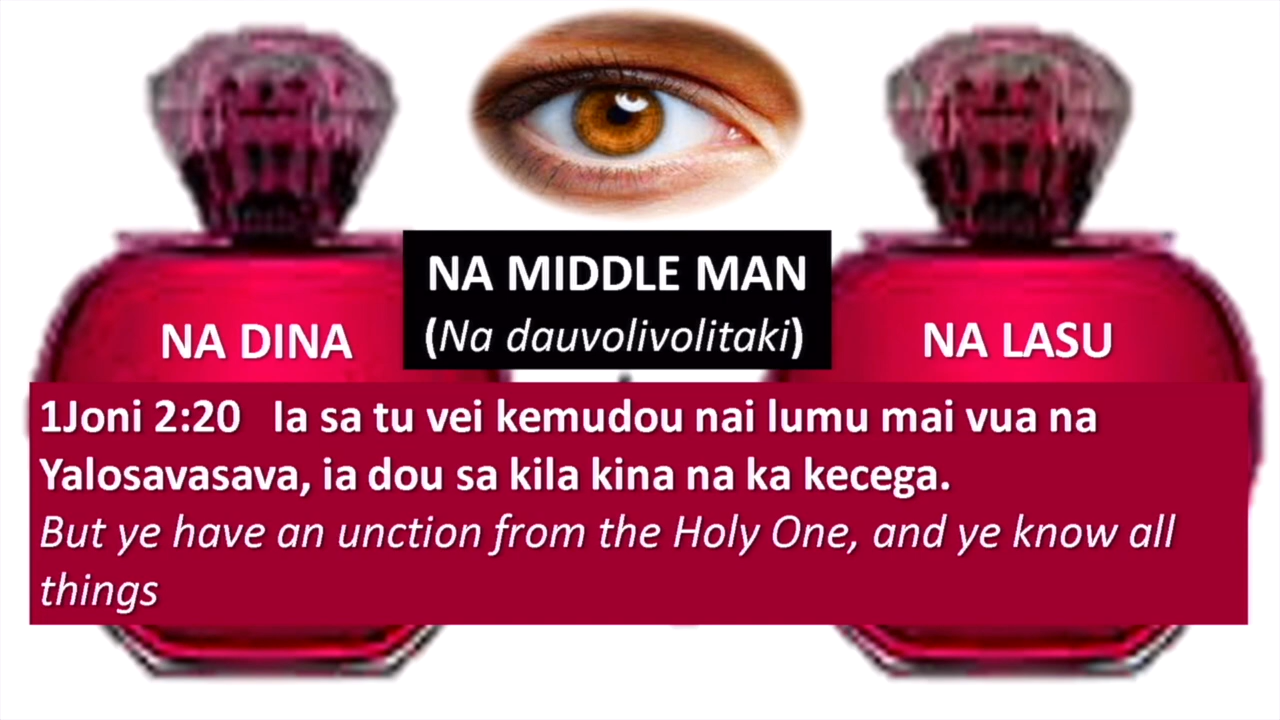 NA MIDDLE MAN
(Na dauvolivolitaki)
NA DINA
NA LASU
1Joni 2:20 Ia sa tu vei kemudou nai lumu mai vua na
Yalosavasava, ia dou sa kila kina na ka kecega.
But ye have an unction from the Holy One, and ye know all
things